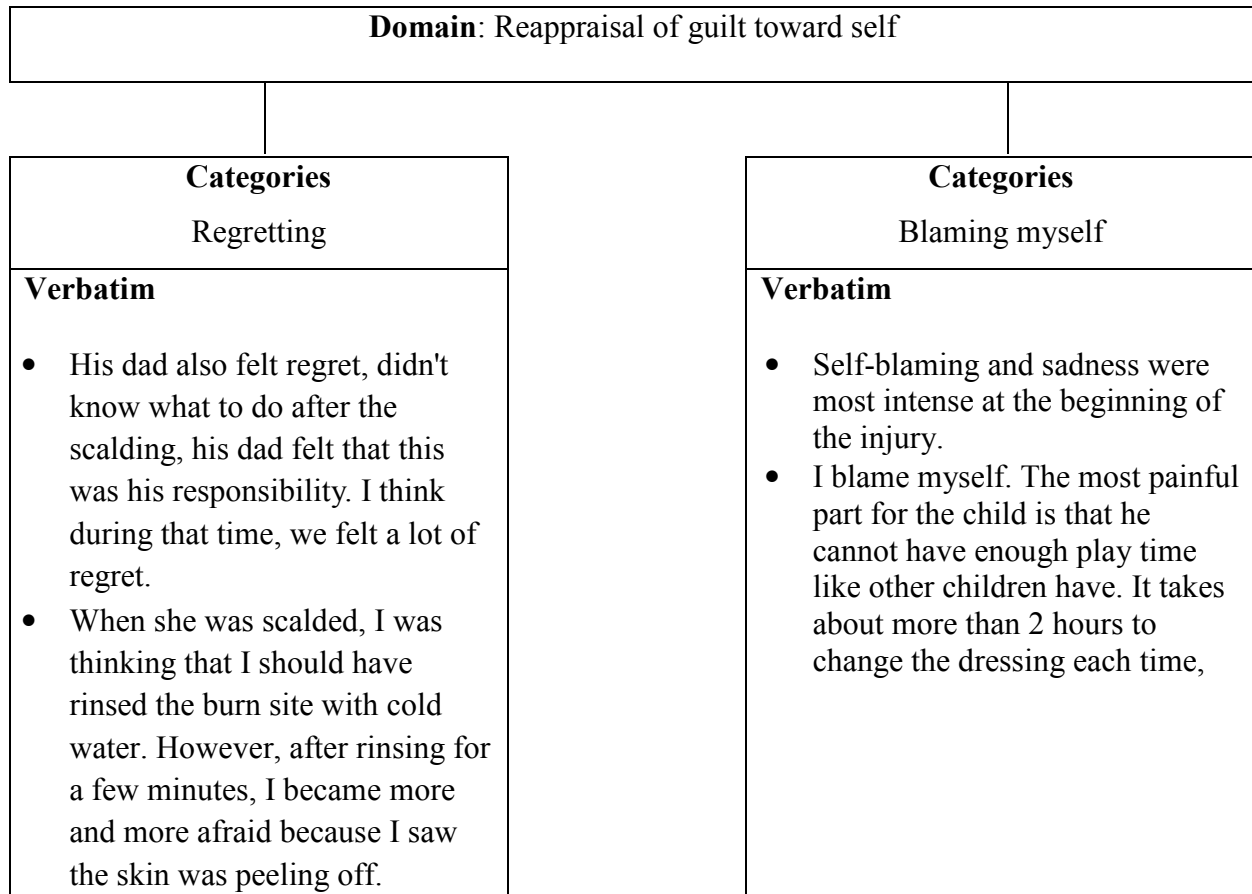 Domain: Reappraisal of guilt toward self
Categories
Regretting
Verbatim
• His dad also felt regret, didn't
know what to do after the
scalding, his dad felt that this
was his responsibility. I think
during that time, we felt a lot of
regret.
• When she was scalded, I was
thinking that I should have
rinsed the burn site with cold
water. However, after rinsing for
a few minutes, I became more
and more afraid because I saw
the skin was peeling off.
Categories
Blaming myself
Verbatim
• Self-blaming and sadness were
most intense at the beginning of
the injury.
• I blame myself. The most painful
part for the child is that he
cannot have enough play time
like other children have. It takes
about more than 2 hours to
change the dressing each time,